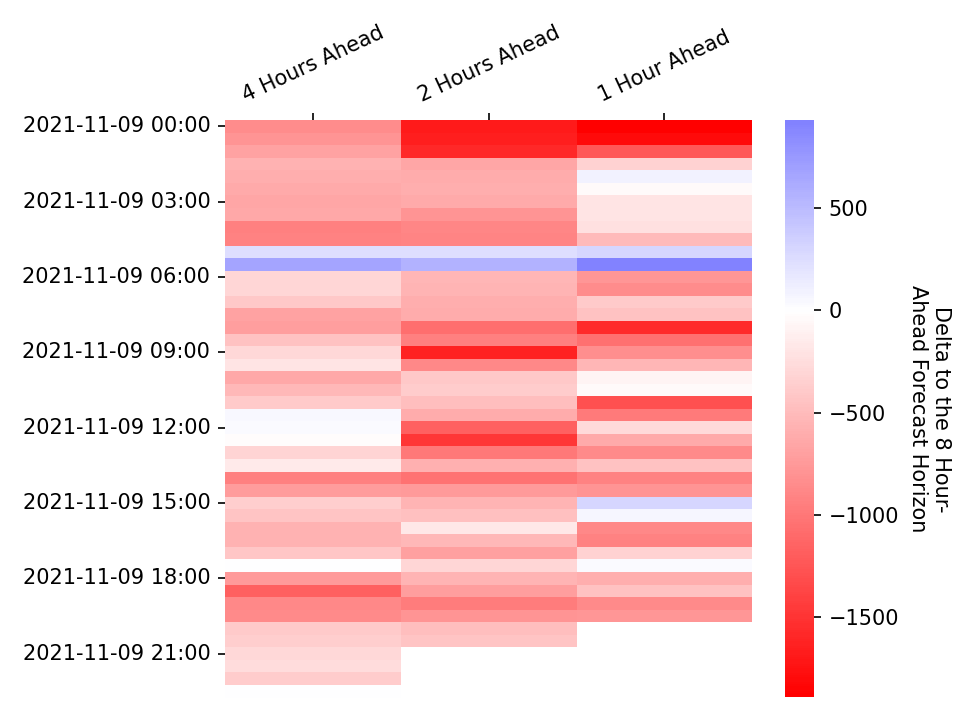 4 Hours Ahead
2 Hours Ahead
1 Hour Ahead
2021-11-09 00:00
2021-11-09 03:00
2021-11-09 06:00
2021-11-09 09:00
2021-11-09 12:00
2021-11-09 15:00
2021-11-09 18:00
2021-11-09 21:00
500
0
−500
−1000
−1500
Delta to the 8 Hour-
Ahead Forecast Horizon